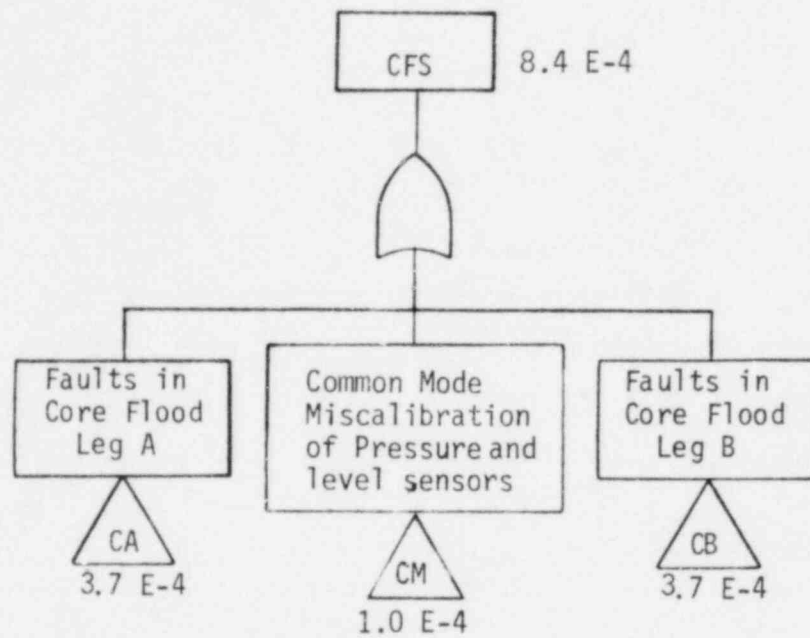 CFS
8.4 E-4
Faults in
Core Flood
Leg A
Common Mode
Miscalibration
of Pressure and
level sensors
Faults in
Core Flood
Leg B
CA
3.7 E-4
CM
1.0 E-4
CB
3.7 E-4